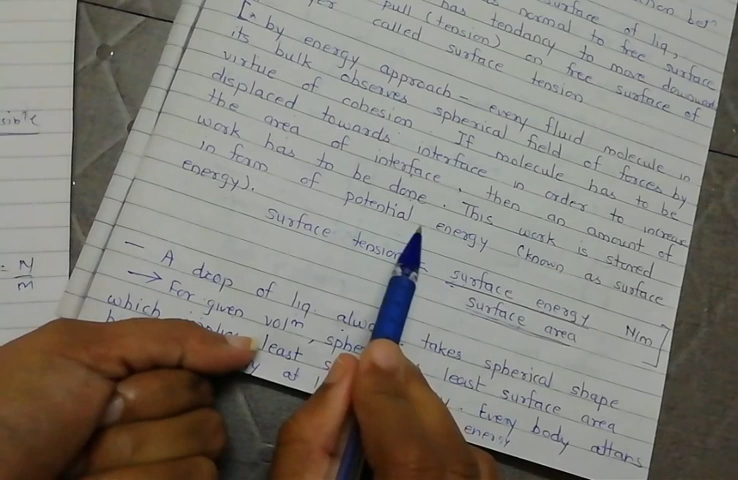 surface of liq,
normal to free surface
has tendancy to move downward
pull (tension) on free surface of
called surface tension
[* by energy approach - every fluid molecule in
its bulk observes spherical field of forces by
virtue of cohesion. If molecule has to be
displaced towards interface in order to increase
the area of interface, then an amount of
work has to be done. This work is stored
in form of potential energy (known as surface
energy).
surface tension = surface energy N/m]
surface area
- A drop of liq. takes spherical shape
→ For given volm, least surface area
which least Every body attans
at energy
= N
m